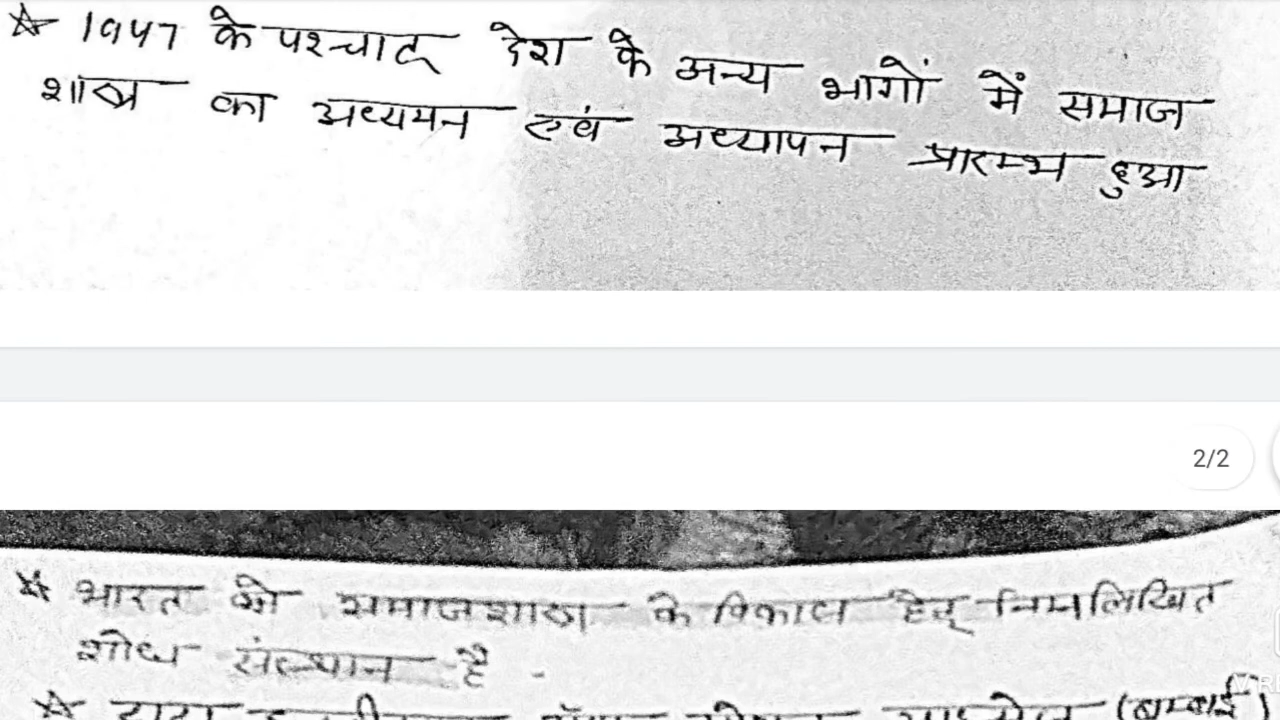 ☆ 1947 के पश्चात् देश के अन्य भागों में समाज
शास्त्र का अध्ययन एवं अध्यापन प्रारम्भ हुआ
2/2
☆ भारत की समाजशास्त्र के विकास हेतू निम्नलिखित
शोध संस्थान है -
☆ टाटा (बाम्बाई)